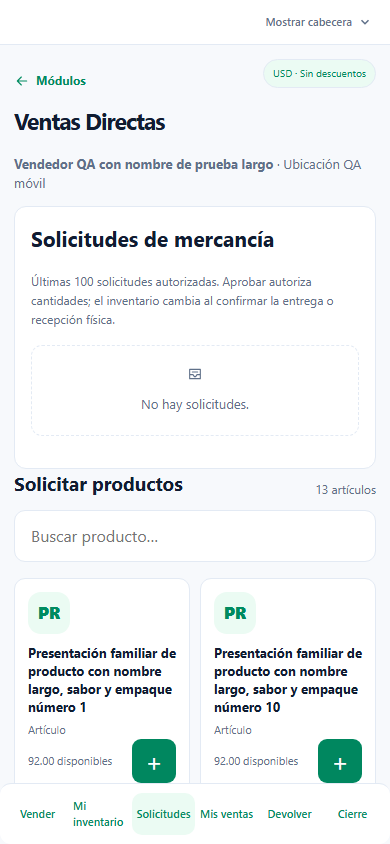 Mostrar cabecera
Módulos
USD · Sin descuentos
Ventas Directas
Vendedor QA con nombre de prueba largo · Ubicación QA
móvil
Solicitudes de mercancía
Últimas 100 solicitudes autorizadas. Aprobar autoriza
cantidades; el inventario cambia al confirmar la entrega o
recepción física.
No hay solicitudes.
Solicitar productos
13 artículos
Buscar producto...
PR
Presentación familiar de
producto con nombre
largo, sabor y empaque
número 1
Artículo
92.00 disponibles
+
PR
Presentación familiar de
producto con nombre
largo, sabor y empaque
número 10
Artículo
92.00 disponibles
+
Vender
Mi
inventario
Solicitudes
Mis ventas
Devolver
Cierre